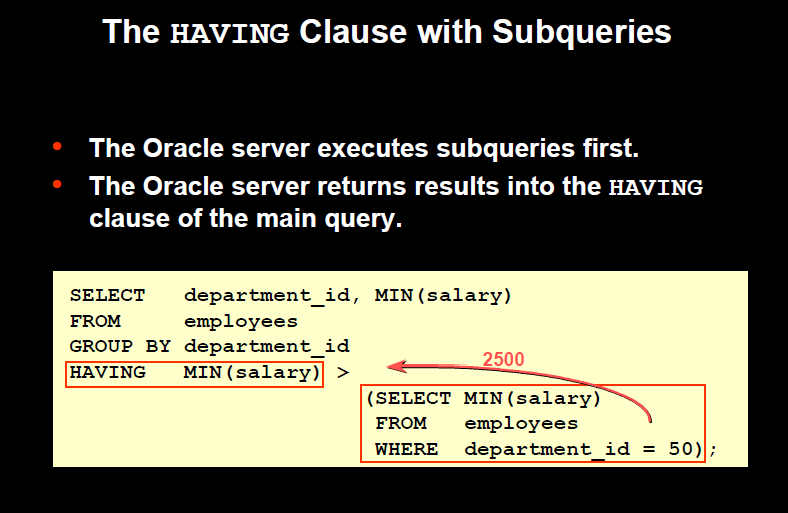 The HAVING Clause with Subqueries
• The Oracle server executes subqueries first.
• The Oracle server returns results into the HAVING
clause of the main query.
SELECT department_id, MIN(salary)
FROM employees
GROUP BY department_id
2500
HAVING MIN(salary) >
(SELECT MIN(salary)
FROM employees
WHERE department_id = 50);